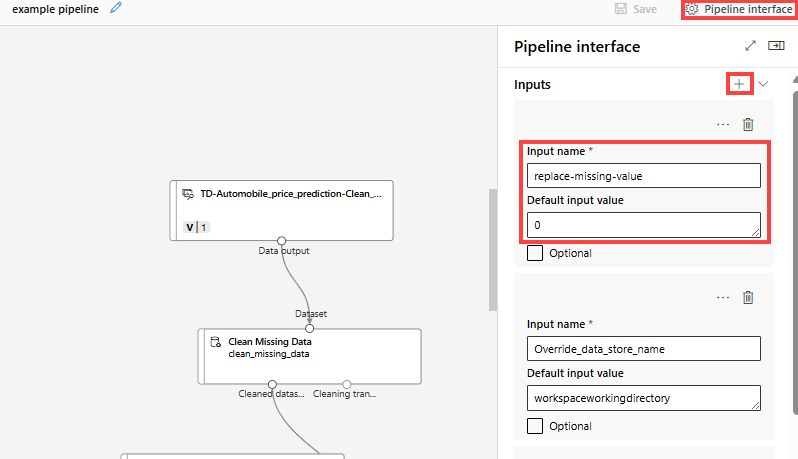 example pipeline
Save
Pipeline interface
Pipeline interface
Inputs
Input name *
replace-missing-value
Default input value
0
Optional
Input name *
Override_data_store_name
Default input value
workspaceworkingdirectory
Optional
TD-Automobile_price_prediction-Clean_...
V | 1
Data output
Dataset
Clean Missing Data
clean_missing_data
Cleaned datas...
Cleaning tran...